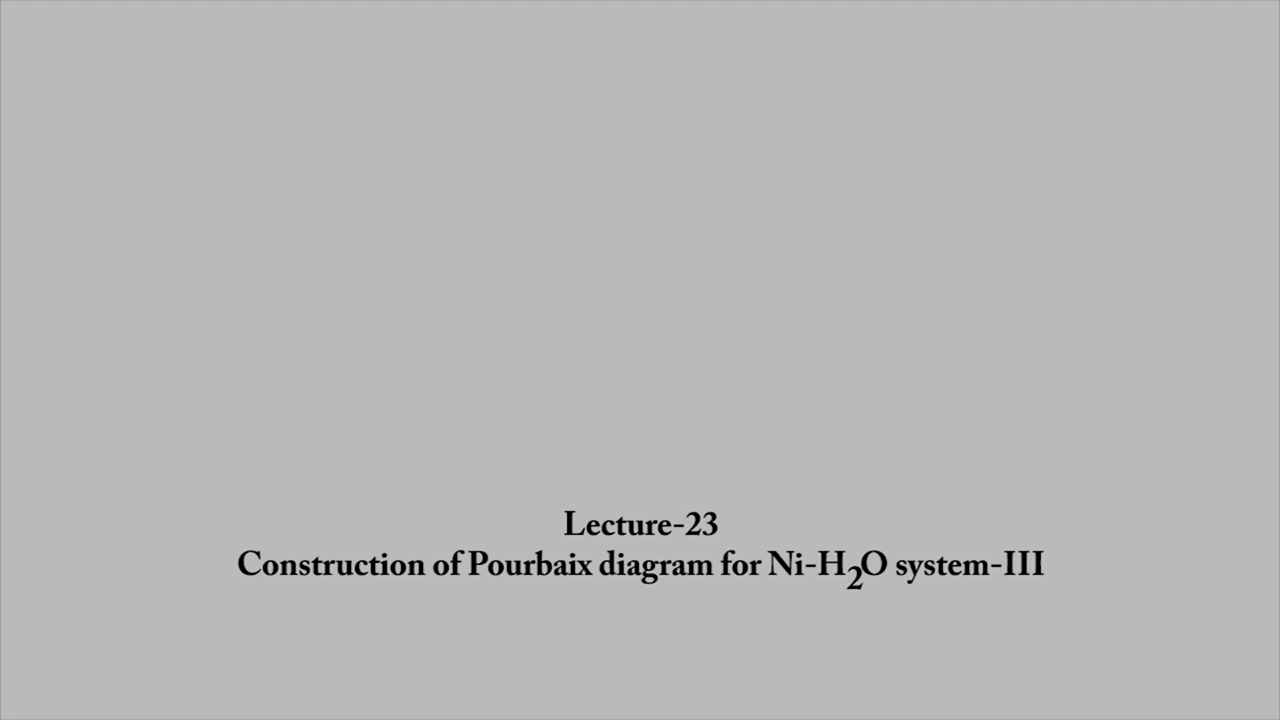 Lecture-23
Construction of Pourbaix diagram for Ni-H₂O system-III